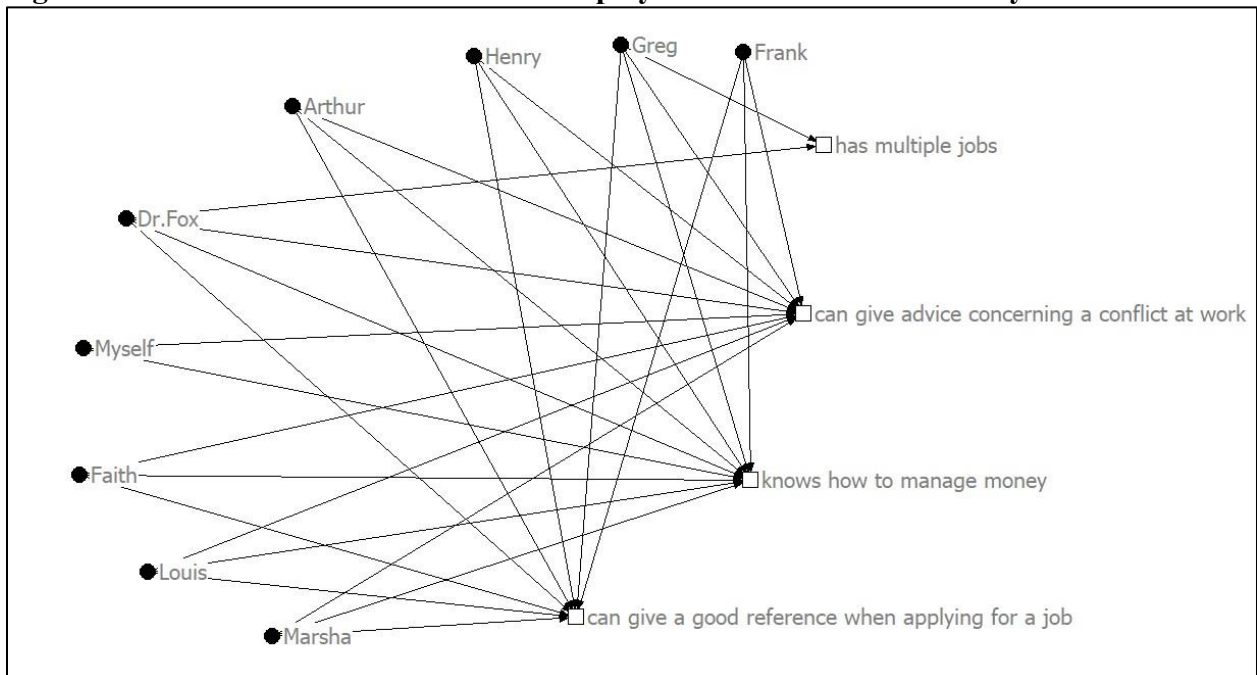 Henry
Greg
Frank
Arthur
has multiple jobs
Dr.Fox
can give advice concerning a conflict at work
Myself
Faith
knows how to manage money
Louis
can give a good reference when applying for a job
Marsha